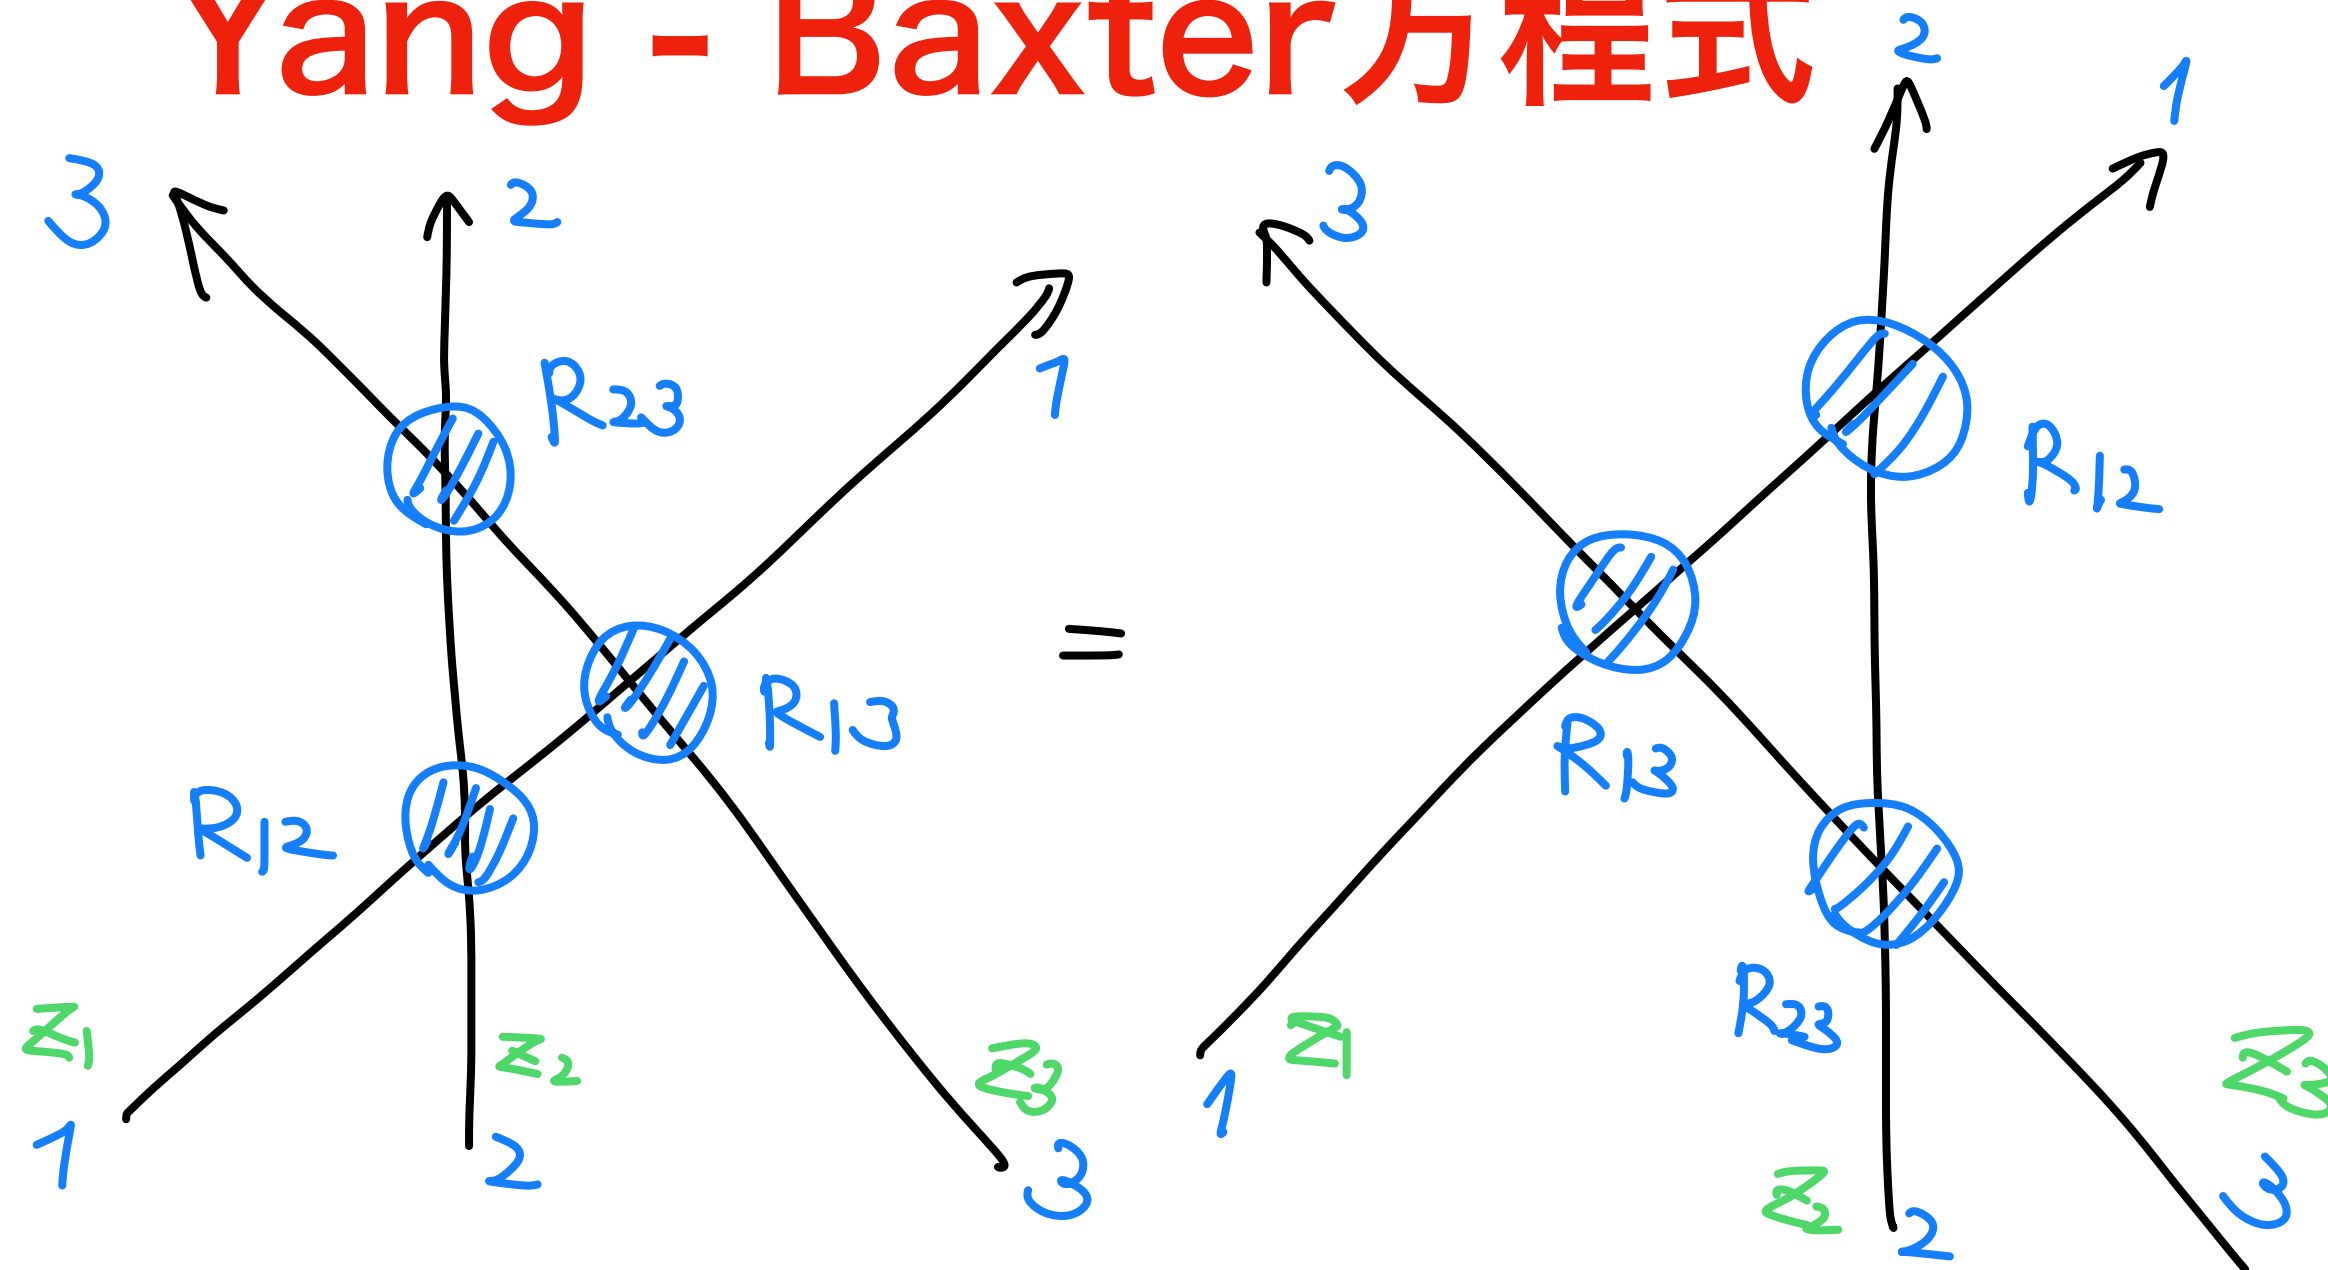 Yang - Baxter方程式
3 2 1 = 3 2 1
R23 R12
R13 R13
R12 R23
z1 z2 z3 z1 z2 z3
1 2 3 1 2 3